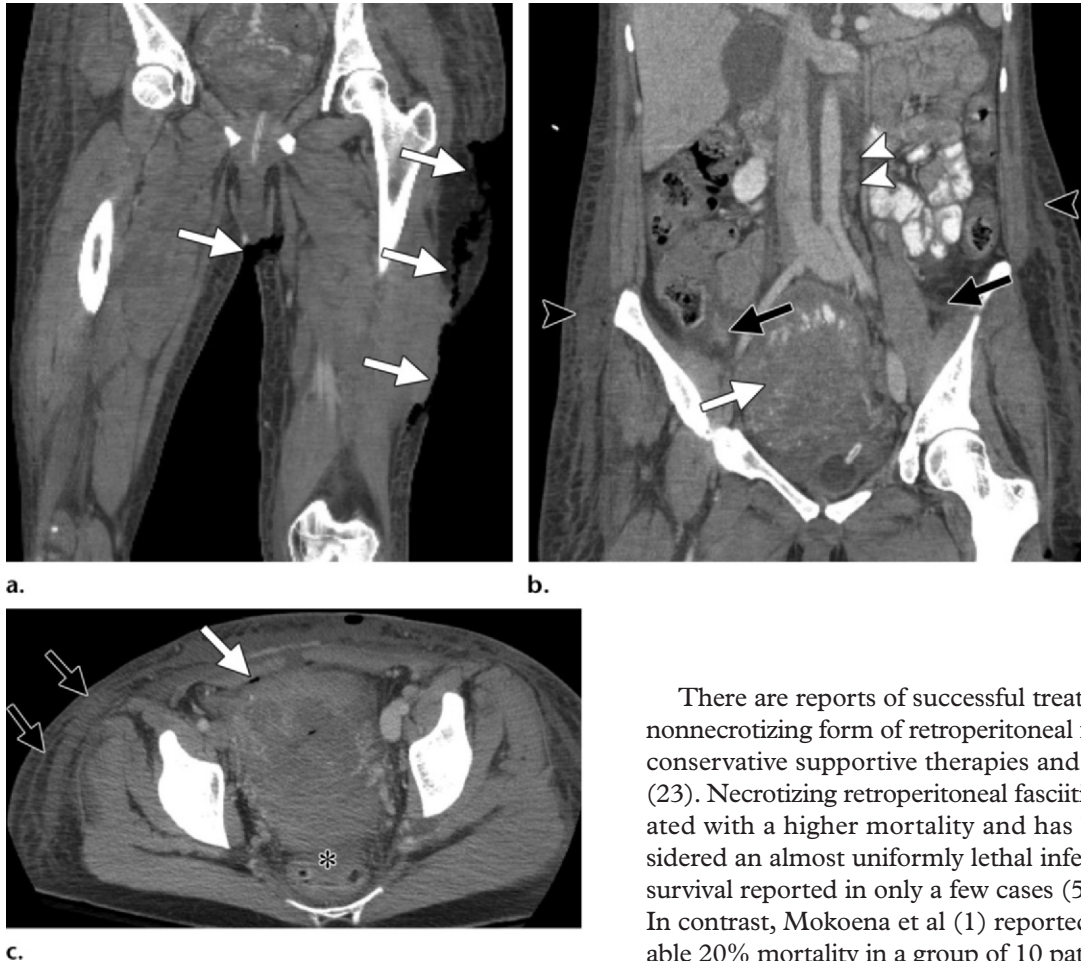 a.
b.
c.
*
There are reports of successful treat
nonnecrotizing form of retroperitoneal
conservative supportive therapies and
(23). Necrotizing retroperitoneal fasciiti
ated with a higher mortality and has
sidered an almost uniformly lethal infe
survival reported in only a few cases (5
In contrast, Mokoena et al (1) reported
able 20% mortality in a group of 10 pat